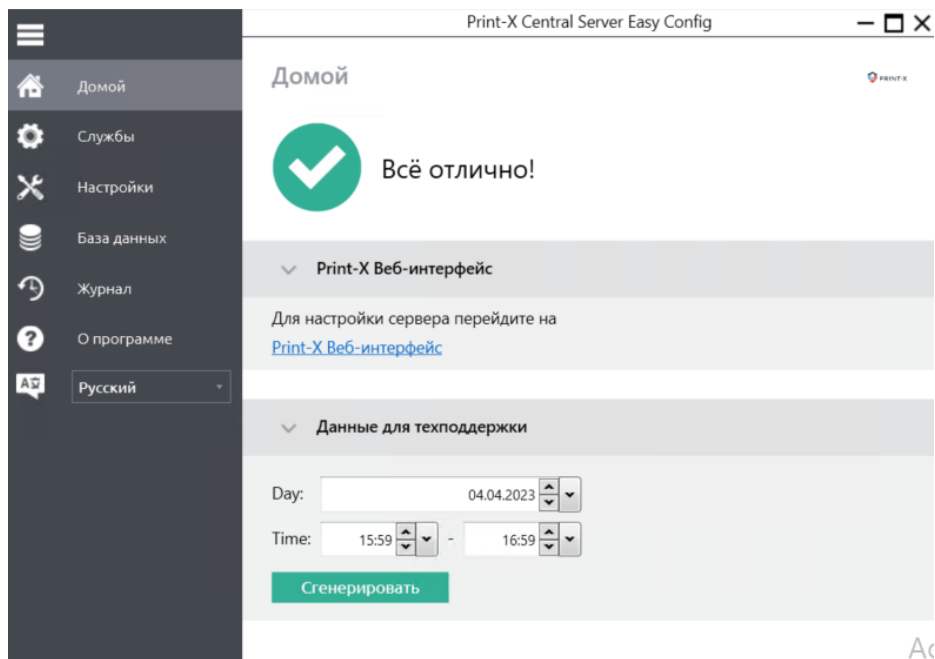 Print-X Central Server Easy Config
Домой
Службы
Настройки
База данных
Журнал
О программе
Русский
Домой
PRINT-X
Всё отлично!
Print-X Веб-интерфейс
Для настройки сервера перейдите на
Print-X Веб-интерфейс
Данные для техподдержки
Day: 04.04.2023
Time: 15:59 - 16:59
Сгенерировать